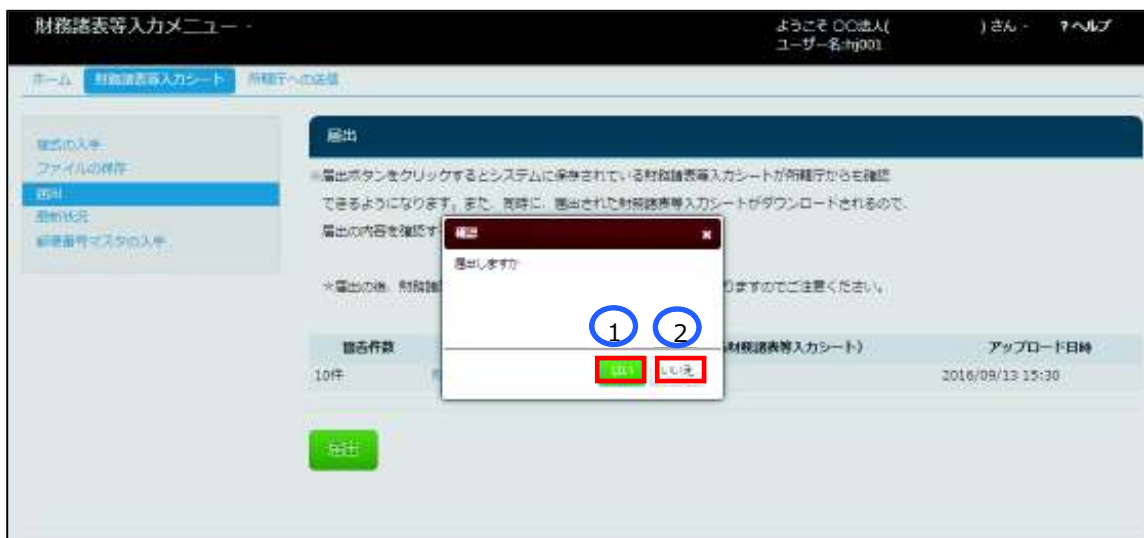 財務諸表等入力メニュー -
ようこそ 〇〇法人( )さん -
?ヘルプ
ユーザー名:hj001
ホーム 財務諸表等入力シート 所轄庁への送信
様式の入手
ファイルの保存
届出
最新状況
郵便番号マスタの入手
届出
※届出ボタンをクリックするとシステムに保存されている財務諸表等入力シートが所轄庁からも確認
できるようになります。また、同時に、届出された財務諸表等入力シートがダウンロードされるので、
届出の内容を確認す
確認
届出しますか
1 2
はい いいえ
※届出の後、財務諸
りますのでご注意ください。
財務諸表等入力シート) アップロード日時
10件 2016/09/13 15:30
届出